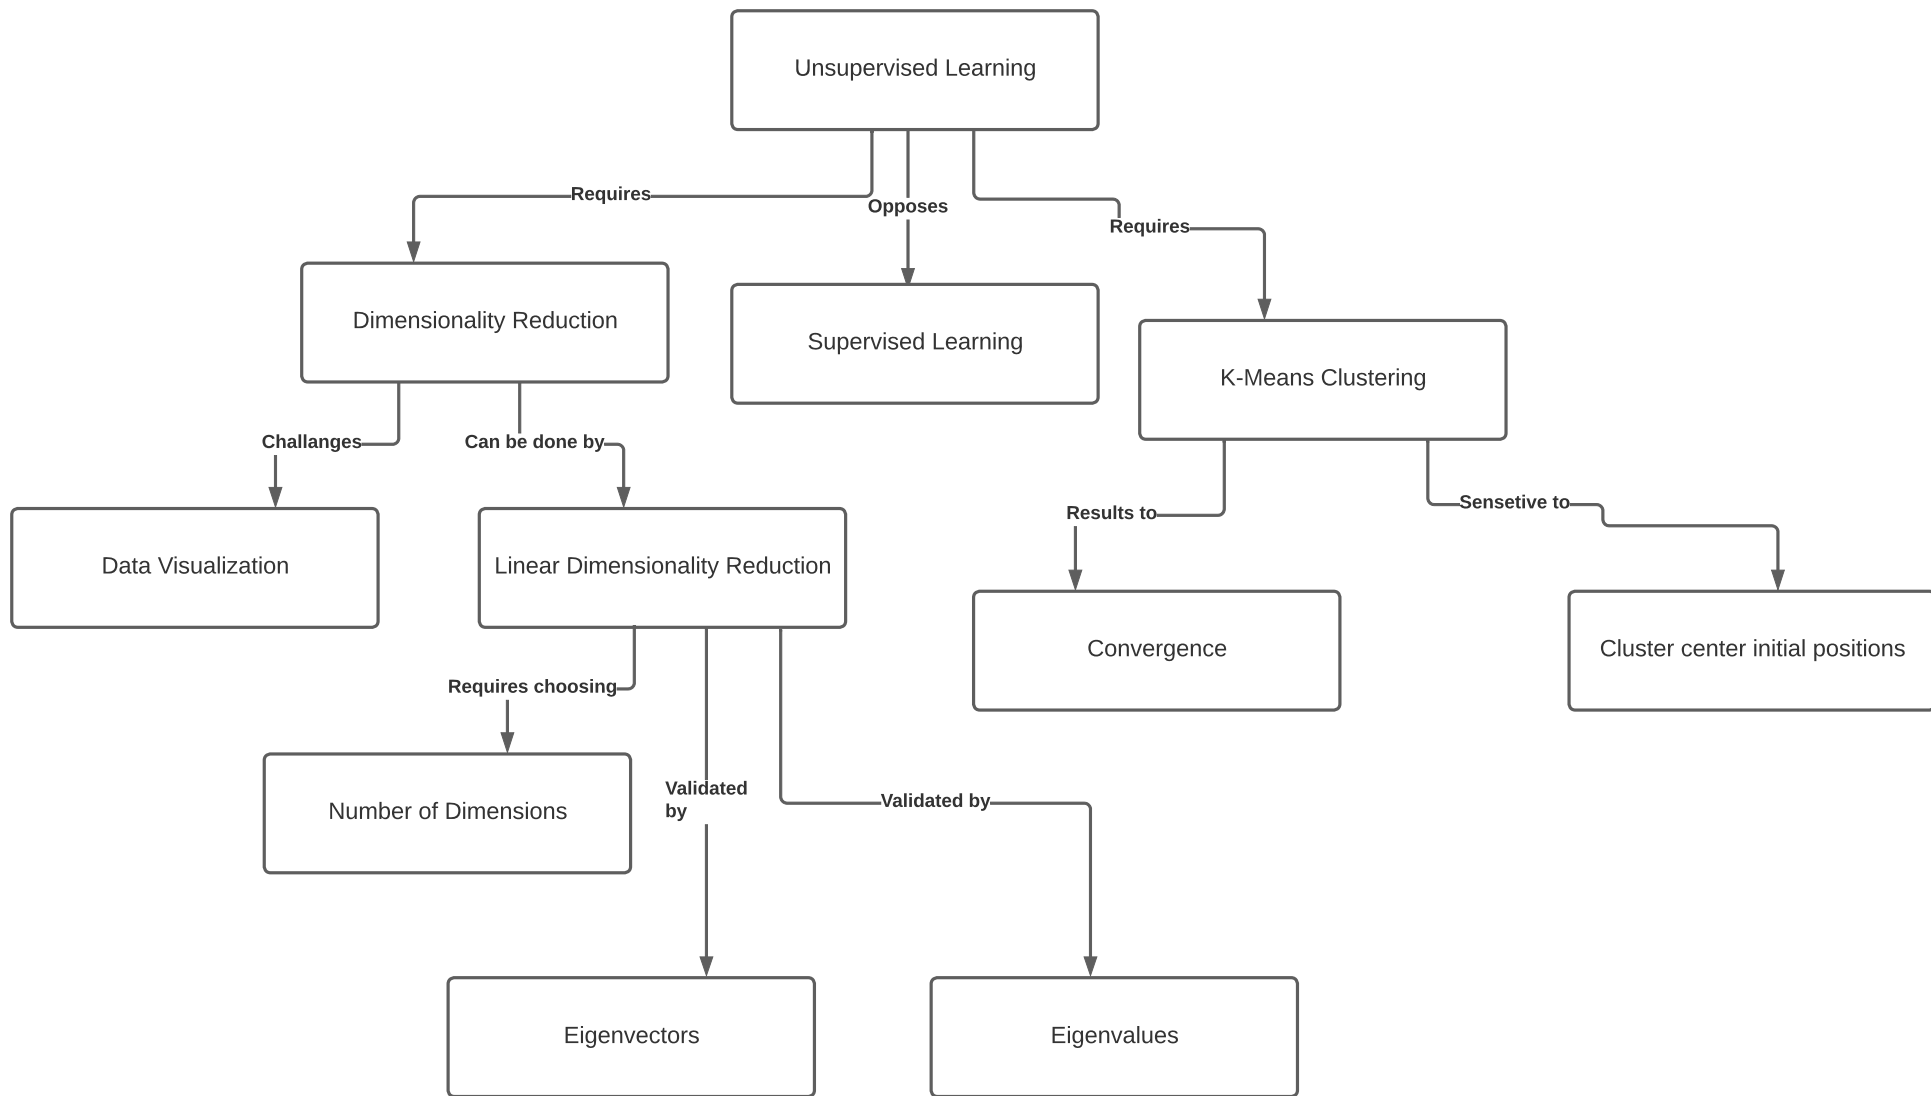 Unsupervised Learning
Requires
Opposes
Requires
Dimensionality Reduction
Supervised Learning
K-Means Clustering
Challanges
Can be done by
Results to
Sensetive to
Data Visualization
Linear Dimensionality Reduction
Convergence
Cluster center initial positions
Requires choosing
Validated
by
Validated by
Number of Dimensions
Eigenvectors
Eigenvalues